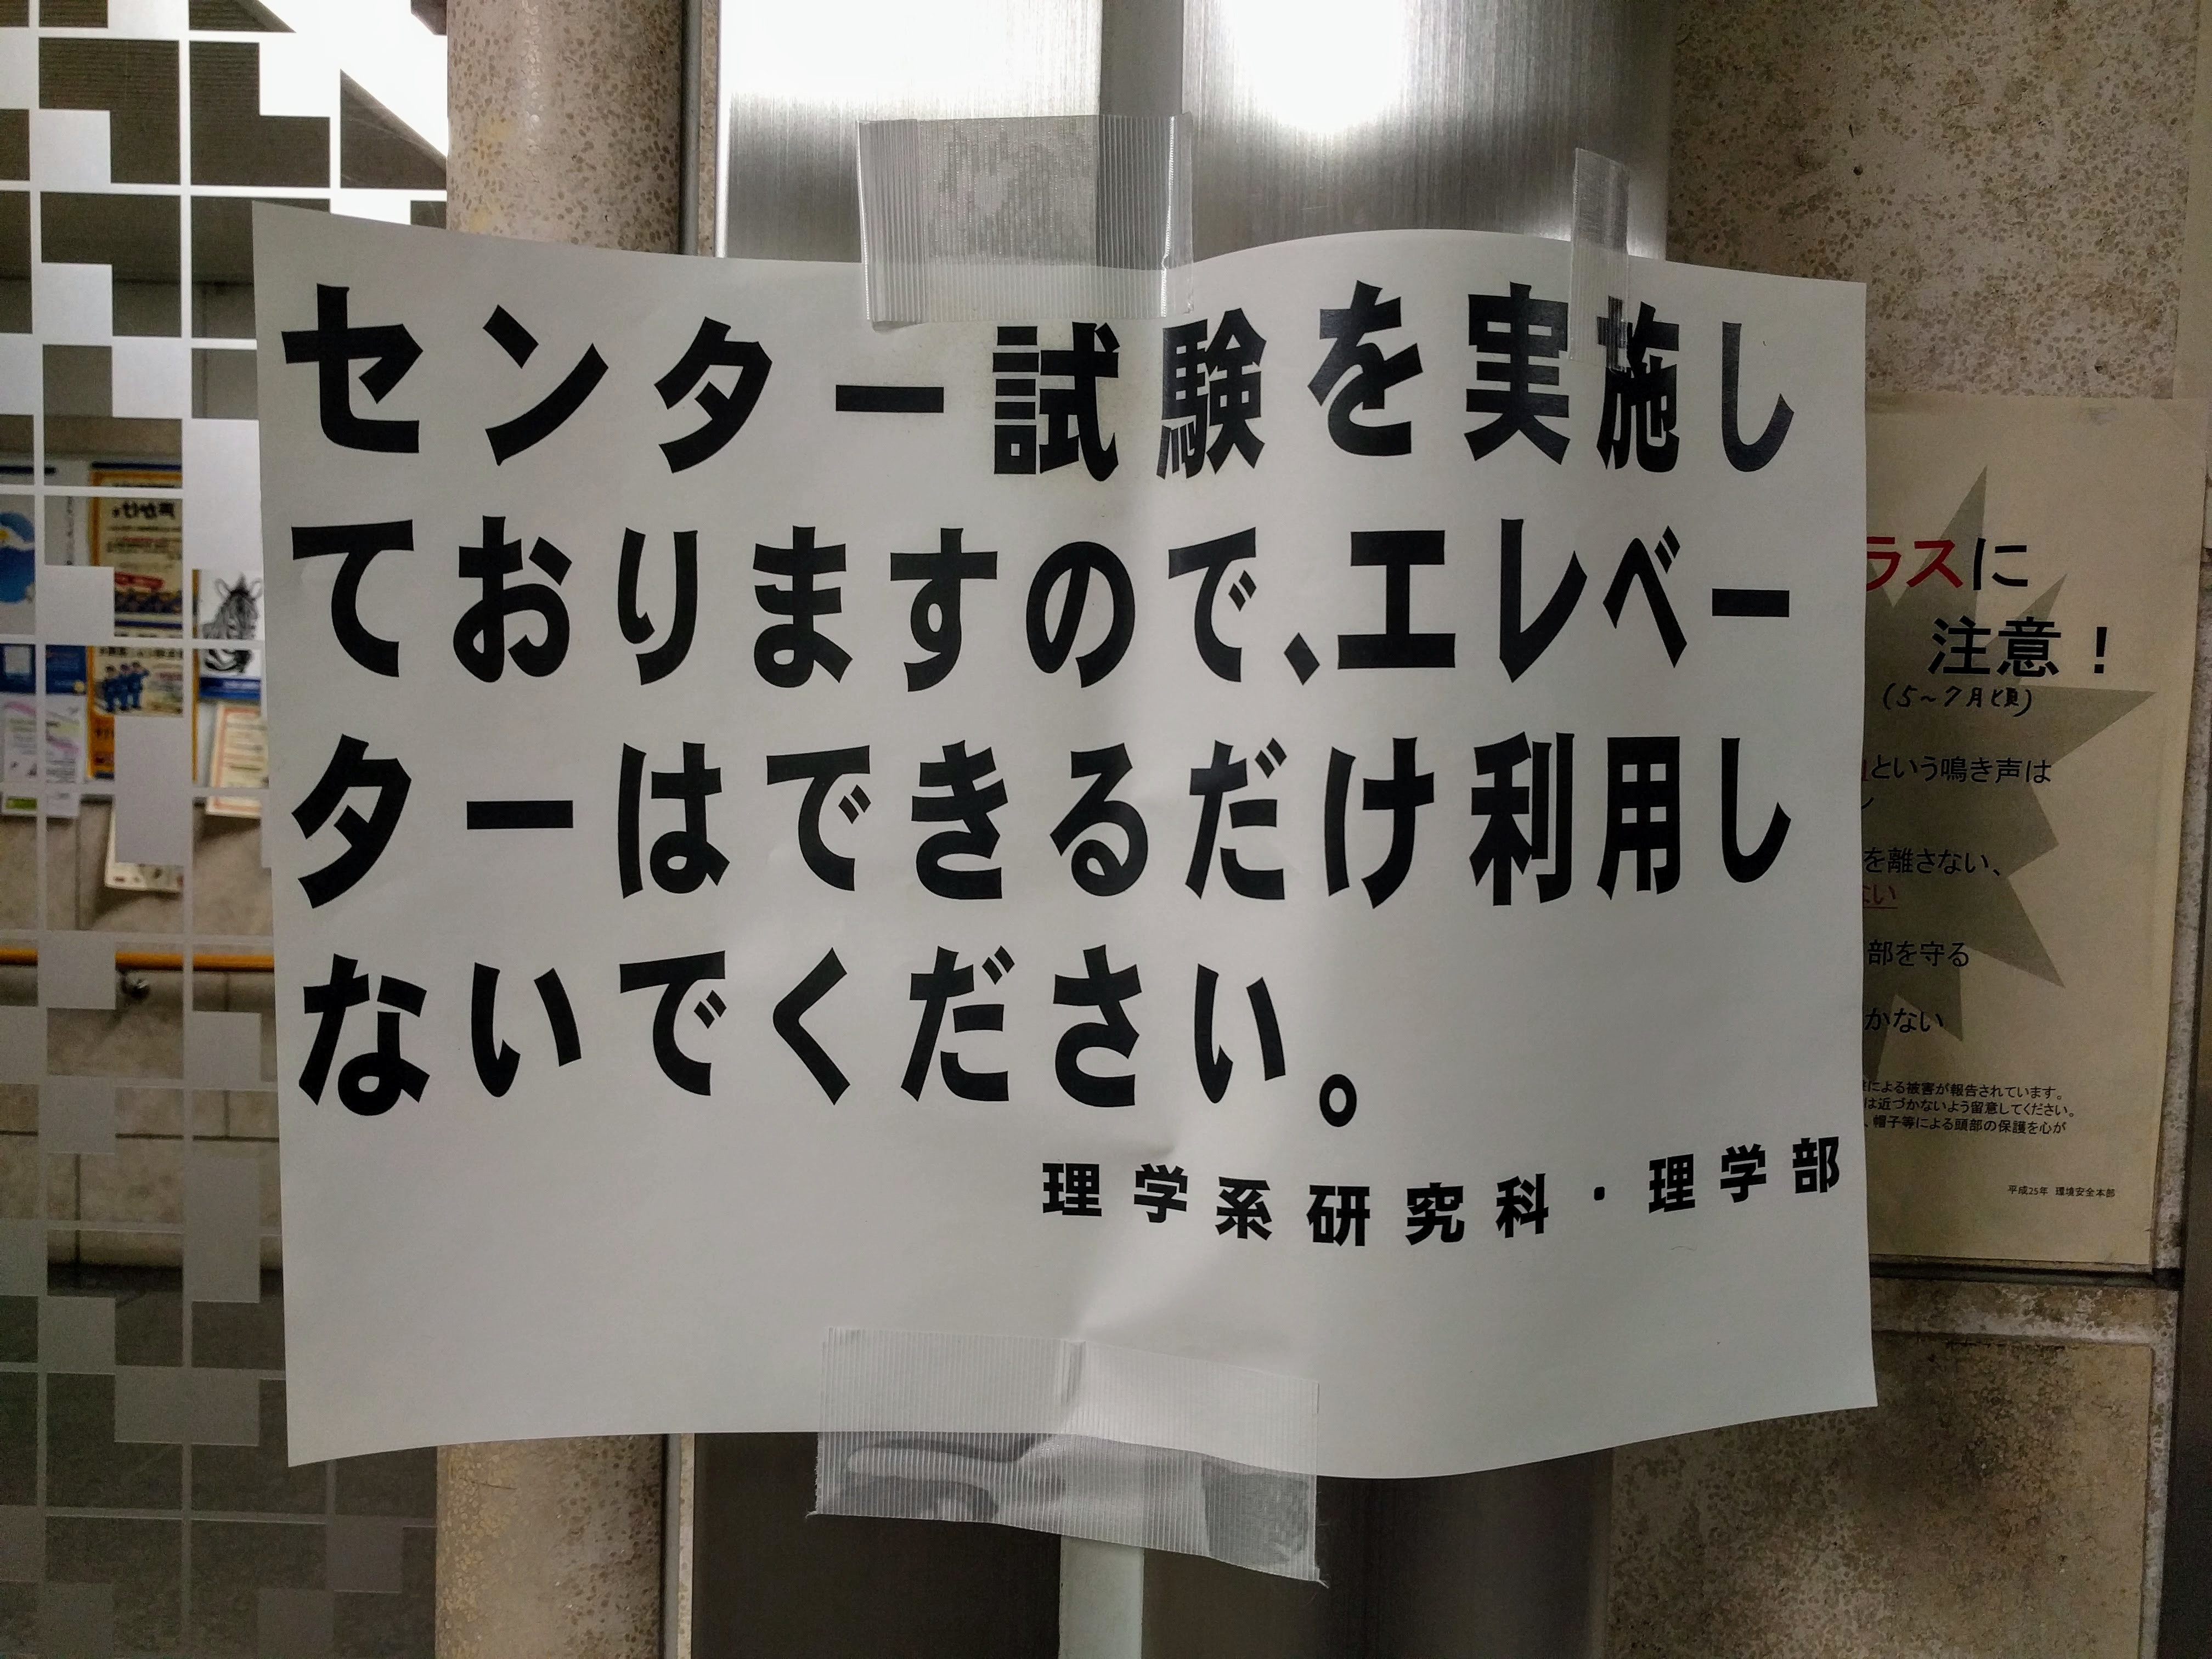 センター試験を実施し
ておりますので、エレベー
ターはできるだけ利用し
ないでください。
理学系研究科・理学部
ラスに
注意！
(5～7月頃)
という鳴き声は
を離さない、
ない
部を守る
かない
による被害が報告されています。
は近づかないよう留意してください。
、帽子等による頭部の保護を心が
平成25年 環境安全本部